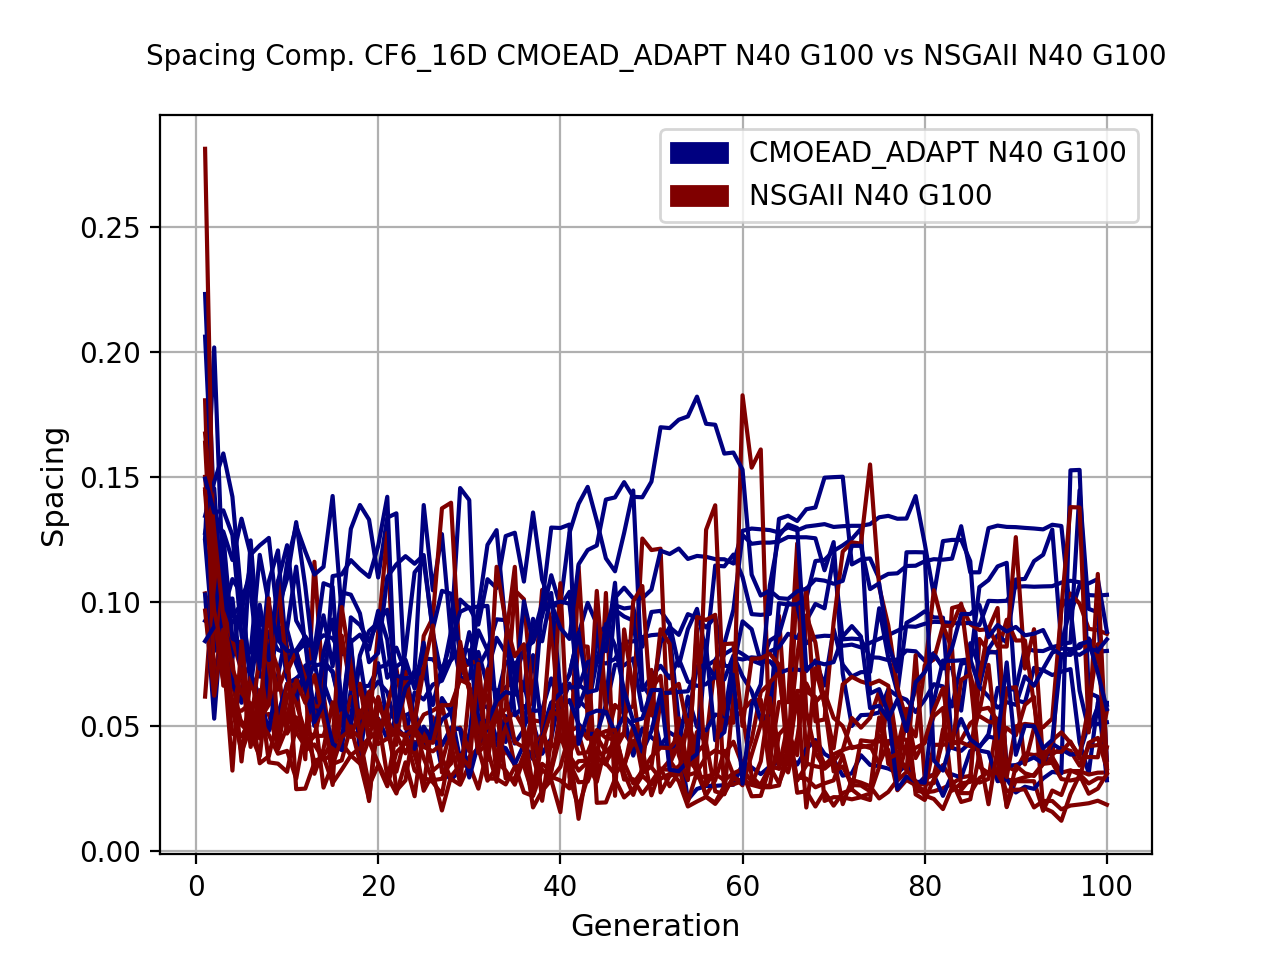 Spacing Comp. CF6_16D CMOEAD_ADAPT N40 G100 vs NSGAII N40 G100
CMOEAD_ADAPT N40 G100
NSGAII N40 G100
0.25
0.20
0.15
0.10
0.05
0.00
Spacing
0 20 40 60 80 100
Generation